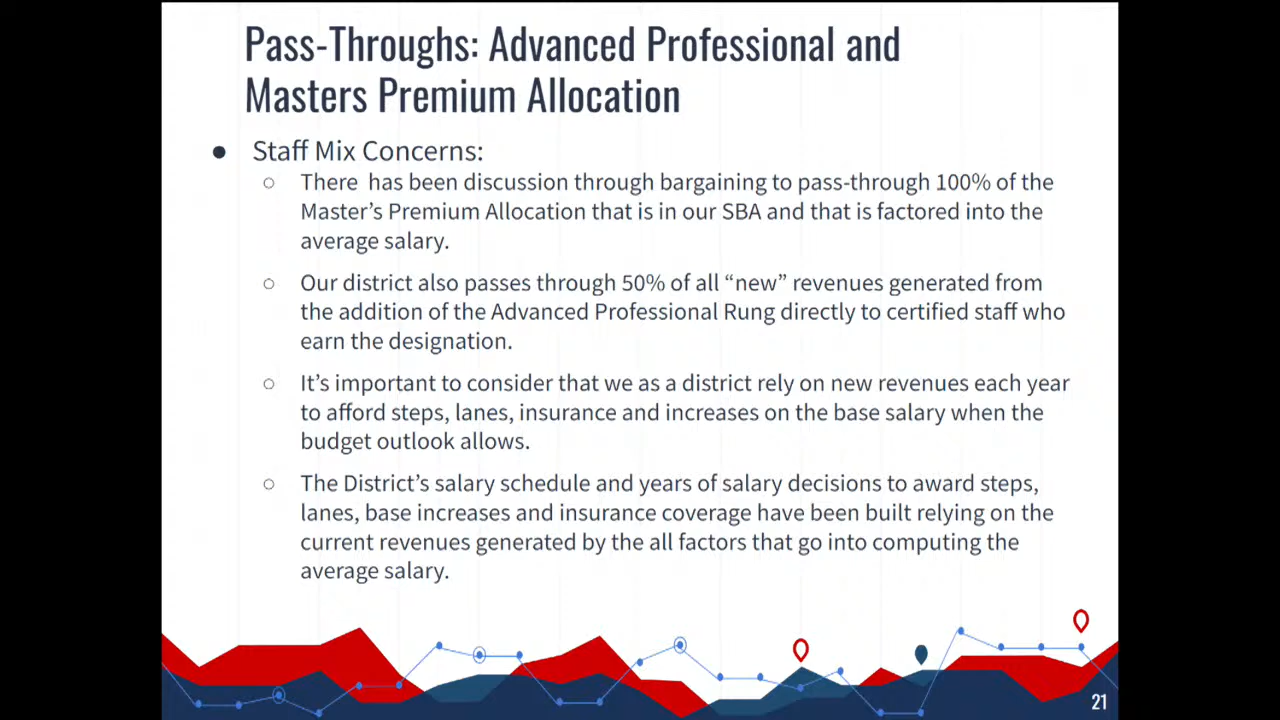 Pass-Throughs: Advanced Professional and
Masters Premium Allocation
● Staff Mix Concerns:
○ There has been discussion through bargaining to pass-through 100% of the
Master’s Premium Allocation that is in our SBA and that is factored into the
average salary.
○ Our district also passes through 50% of all “new” revenues generated from
the addition of the Advanced Professional Rung directly to certified staff who
earn the designation.
○ It’s important to consider that we as a district rely on new revenues each year
to afford steps, lanes, insurance and increases on the base salary when the
budget outlook allows.
○ The District’s salary schedule and years of salary decisions to award steps,
lanes, base increases and insurance coverage have been built relying on the
current revenues generated by the all factors that go into computing the
average salary.
21